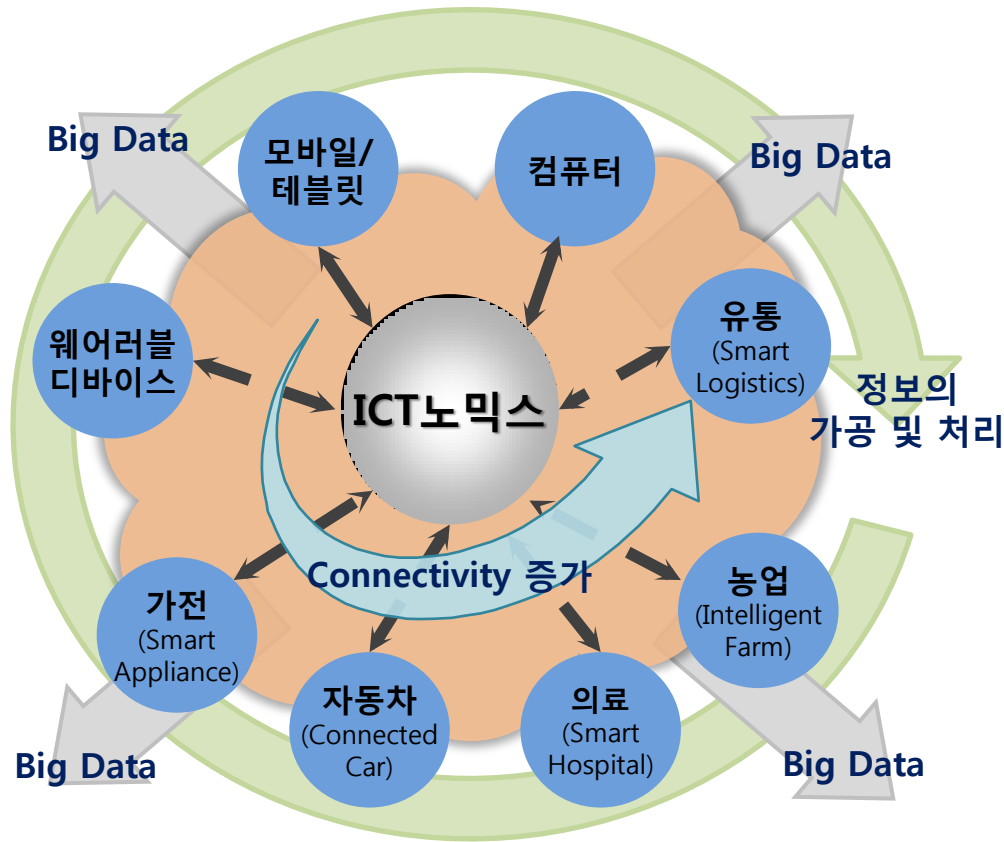 Big Data
모바일/
테블릿
컴퓨터
Big Data
웨어러블
디바이스
유통
(Smart
Logistics)
ICT노믹스
정보의
가공 및 처리
Connectivity 증가
가전
(Smart
Appliance)
농업
(Intelligent
Farm)
자동차
(Connected
Car)
의료
(Smart
Hospital)
Big Data
Big Data